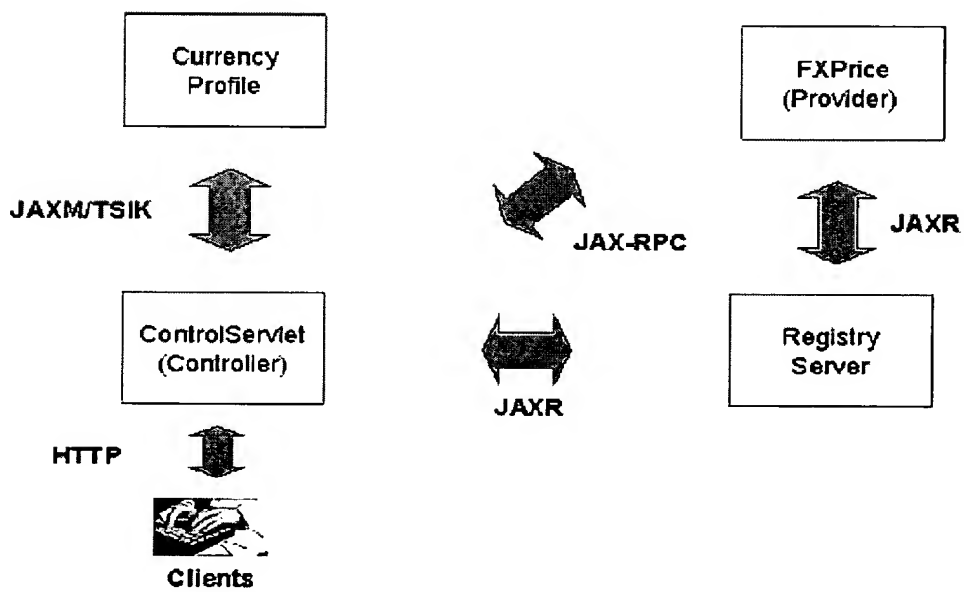 Currency
Profile
FXPrice
(Provider)
JAXM/TSIK
JAX-RPC
JAXR
ControlServlet
(Controller)
Registry
Server
JAXR
HTTP
Clients